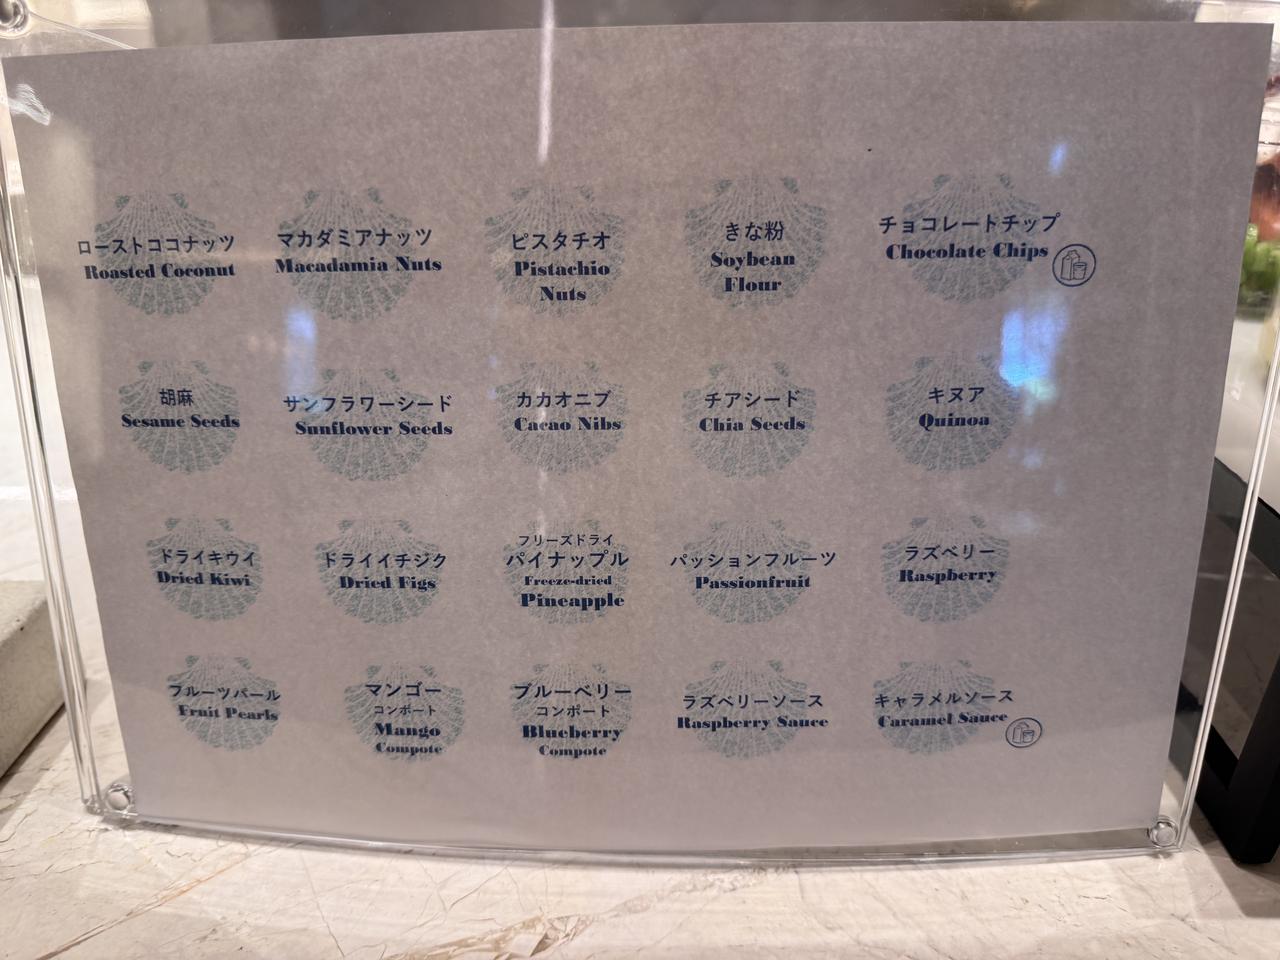 ローストココナッツ
Roasted Coconut
マカダミアナッツ
Macadamia Nuts
ピスタチオ
Pistachio
Nuts
きな粉
Soybean
Flour
チョコレートチップ
Chocolate Chips
胡麻
Sesame Seeds
サンフラワーシード
Sunflower Seeds
カカオニブ
Cacao Nibs
チアシード
Chia Seeds
キヌア
Quinoa
ドライキウイ
Dried Kiwi
ドライイチジク
Dried Figs
フリーズドライ
パイナップル
Freeze-dried
Pineapple
パッションフルーツ
Passionfruit
ラズベリー
Raspberry
フルーツパール
Fruit Pearls
マンゴー
コンポート
Mango
Compote
ブルーベリー
コンポート
Blueberry
Compote
ラズベリーソース
Raspberry Sauce
キャラメルソース
Caramel Sauce